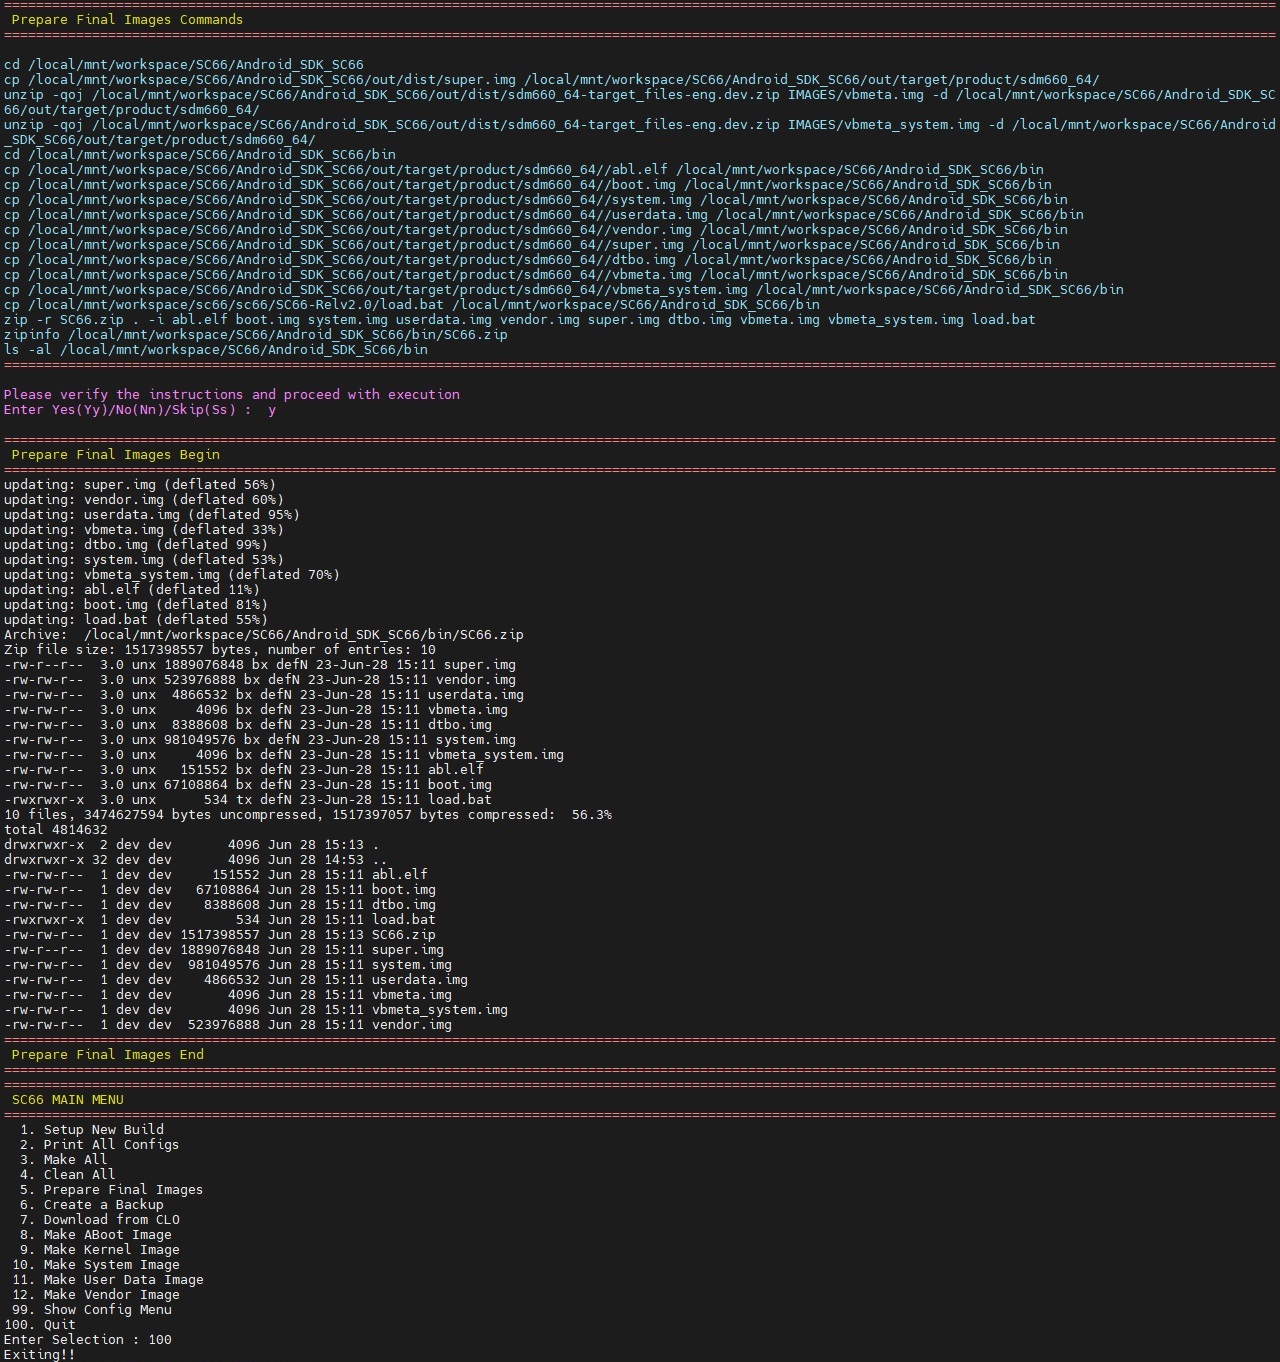 ================================================================================
 Prepare Final Images Commands
================================================================================
cd /local/mnt/workspace/SC66/Android_SDK_SC66
cp /local/mnt/workspace/SC66/Android_SDK_SC66/out/dist/super.img /local/mnt/workspace/SC66/Android_SDK_SC66/out/target/product/sdm660_64/
unzip -qoj /local/mnt/workspace/SC66/Android_SDK_SC66/out/dist/sdm660_64-target_files-eng.dev.zip IMAGES/vbmeta.img -d /local/mnt/workspace/SC66/Android_SDK_SC
66/out/target/product/sdm660_64/
unzip -qoj /local/mnt/workspace/SC66/Android_SDK_SC66/out/dist/sdm660_64-target_files-eng.dev.zip IMAGES/vbmeta_system.img -d /local/mnt/workspace/SC66/Android
_SDK_SC66/out/target/product/sdm660_64/
cd /local/mnt/workspace/SC66/Android_SDK_SC66/bin
cp /local/mnt/workspace/SC66/Android_SDK_SC66/out/target/product/sdm660_64//abl.elf /local/mnt/workspace/SC66/Android_SDK_SC66/bin
cp /local/mnt/workspace/SC66/Android_SDK_SC66/out/target/product/sdm660_64//boot.img /local/mnt/workspace/SC66/Android_SDK_SC66/bin
cp /local/mnt/workspace/SC66/Android_SDK_SC66/out/target/product/sdm660_64//system.img /local/mnt/workspace/SC66/Android_SDK_SC66/bin
cp /local/mnt/workspace/SC66/Android_SDK_SC66/out/target/product/sdm660_64//userdata.img /local/mnt/workspace/SC66/Android_SDK_SC66/bin
cp /local/mnt/workspace/SC66/Android_SDK_SC66/out/target/product/sdm660_64//vendor.img /local/mnt/workspace/SC66/Android_SDK_SC66/bin
cp /local/mnt/workspace/SC66/Android_SDK_SC66/out/target/product/sdm660_64//super.img /local/mnt/workspace/SC66/Android_SDK_SC66/bin
cp /local/mnt/workspace/SC66/Android_SDK_SC66/out/target/product/sdm660_64//dtbo.img /local/mnt/workspace/SC66/Android_SDK_SC66/bin
cp /local/mnt/workspace/SC66/Android_SDK_SC66/out/target/product/sdm660_64//vbmeta.img /local/mnt/workspace/SC66/Android_SDK_SC66/bin
cp /local/mnt/workspace/SC66/Android_SDK_SC66/out/target/product/sdm660_64//vbmeta_system.img /local/mnt/workspace/SC66/Android_SDK_SC66/bin
cp /local/mnt/workspace/sc66/sc66/SC66-Relv2.0/load.bat /local/mnt/workspace/SC66/Android_SDK_SC66/bin
zip -r SC66.zip . -i abl.elf boot.img system.img userdata.img vendor.img super.img dtbo.img vbmeta.img vbmeta_system.img load.bat
zipinfo /local/mnt/workspace/SC66/Android_SDK_SC66/bin/SC66.zip
ls -al /local/mnt/workspace/SC66/Android_SDK_SC66/bin
================================================================================
Please verify the instructions and proceed with execution
Enter Yes(Yy)/No(Nn)/Skip(Ss) :  y
================================================================================
 Prepare Final Images Begin
================================================================================
updating: super.img (deflated 56%)
updating: vendor.img (deflated 60%)
updating: userdata.img (deflated 95%)
updating: vbmeta.img (deflated 33%)
updating: dtbo.img (deflated 99%)
updating: system.img (deflated 53%)
updating: vbmeta_system.img (deflated 70%)
updating: abl.elf (deflated 11%)
updating: boot.img (deflated 81%)
updating: load.bat (deflated 55%)
Archive:  /local/mnt/workspace/SC66/Android_SDK_SC66/bin/SC66.zip
Zip file size: 1517398557 bytes, number of entries: 10
-rw-r--r--  3.0 unx 1889076848 bx defN 23-Jun-28 15:11 super.img
-rw-rw-r--  3.0 unx 523976888 bx defN 23-Jun-28 15:11 vendor.img
-rw-rw-r--  3.0 unx  4866532 bx defN 23-Jun-28 15:11 userdata.img
-rw-rw-r--  3.0 unx     4096 bx defN 23-Jun-28 15:11 vbmeta.img
-rw-rw-r--  3.0 unx  8388608 bx defN 23-Jun-28 15:11 dtbo.img
-rw-rw-r--  3.0 unx 981049576 bx defN 23-Jun-28 15:11 system.img
-rw-rw-r--  3.0 unx     4096 bx defN 23-Jun-28 15:11 vbmeta_system.img
-rw-rw-r--  3.0 unx   151552 bx defN 23-Jun-28 15:11 abl.elf
-rw-rw-r--  3.0 unx 67108864 bx defN 23-Jun-28 15:11 boot.img
-rwxrwxr-x  3.0 unx      534 tx defN 23-Jun-28 15:11 load.bat
10 files, 3474627594 bytes uncompressed, 1517397057 bytes compressed:  56.3%
total 4814632
drwxrwxr-x  2 dev dev       4096 Jun 28 15:13 .
drwxrwxr-x 32 dev dev       4096 Jun 28 14:53 ..
-rw-rw-r--  1 dev dev     151552 Jun 28 15:11 abl.elf
-rw-rw-r--  1 dev dev   67108864 Jun 28 15:11 boot.img
-rw-rw-r--  1 dev dev    8388608 Jun 28 15:11 dtbo.img
-rwxrwxr-x  1 dev dev        534 Jun 28 15:11 load.bat
-rw-rw-r--  1 dev dev 1517398557 Jun 28 15:13 SC66.zip
-rw-r--r--  1 dev dev 1889076848 Jun 28 15:11 super.img
-rw-rw-r--  1 dev dev  981049576 Jun 28 15:11 system.img
-rw-rw-r--  1 dev dev    4866532 Jun 28 15:11 userdata.img
-rw-rw-r--  1 dev dev       4096 Jun 28 15:11 vbmeta.img
-rw-rw-r--  1 dev dev       4096 Jun 28 15:11 vbmeta_system.img
-rw-rw-r--  1 dev dev  523976888 Jun 28 15:11 vendor.img
================================================================================
 Prepare Final Images End
================================================================================
================================================================================
 SC66 MAIN MENU
================================================================================
  1. Setup New Build
  2. Print All Configs
  3. Make All
  4. Clean All
  5. Prepare Final Images
  6. Create a Backup
  7. Download from CLO
  8. Make ABoot Image
  9. Make Kernel Image
 10. Make System Image
 11. Make User Data Image
 12. Make Vendor Image
 99. Show Config Menu
100. Quit
Enter Selection : 100
Exiting!!